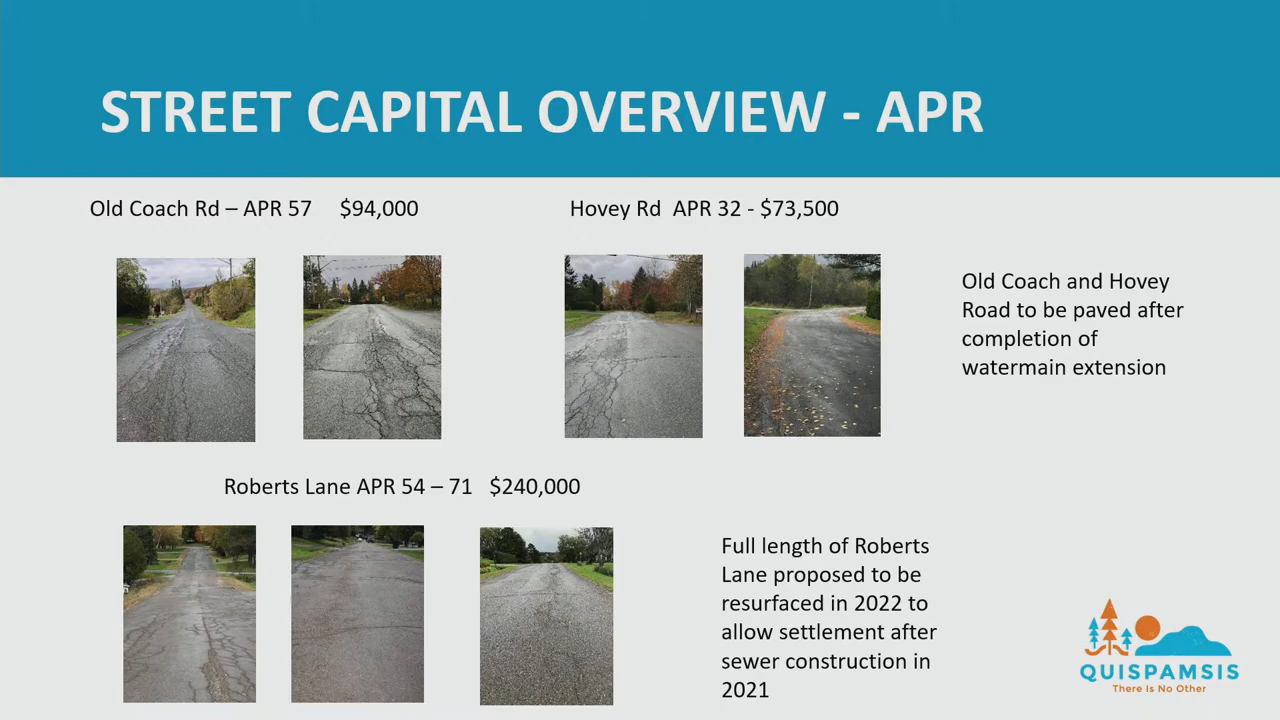 STREET CAPITAL OVERVIEW - APR
Old Coach Rd – APR 57 $94,000
Hovey Rd APR 32 - $73,500
Old Coach and Hovey
Road to be paved after
completion of
watermain extension
Roberts Lane APR 54 – 71 $240,000
Full length of Roberts
Lane proposed to be
resurfaced in 2022 to
allow settlement after
sewer construction in
2021
QUISPAMSIS
There Is No Other